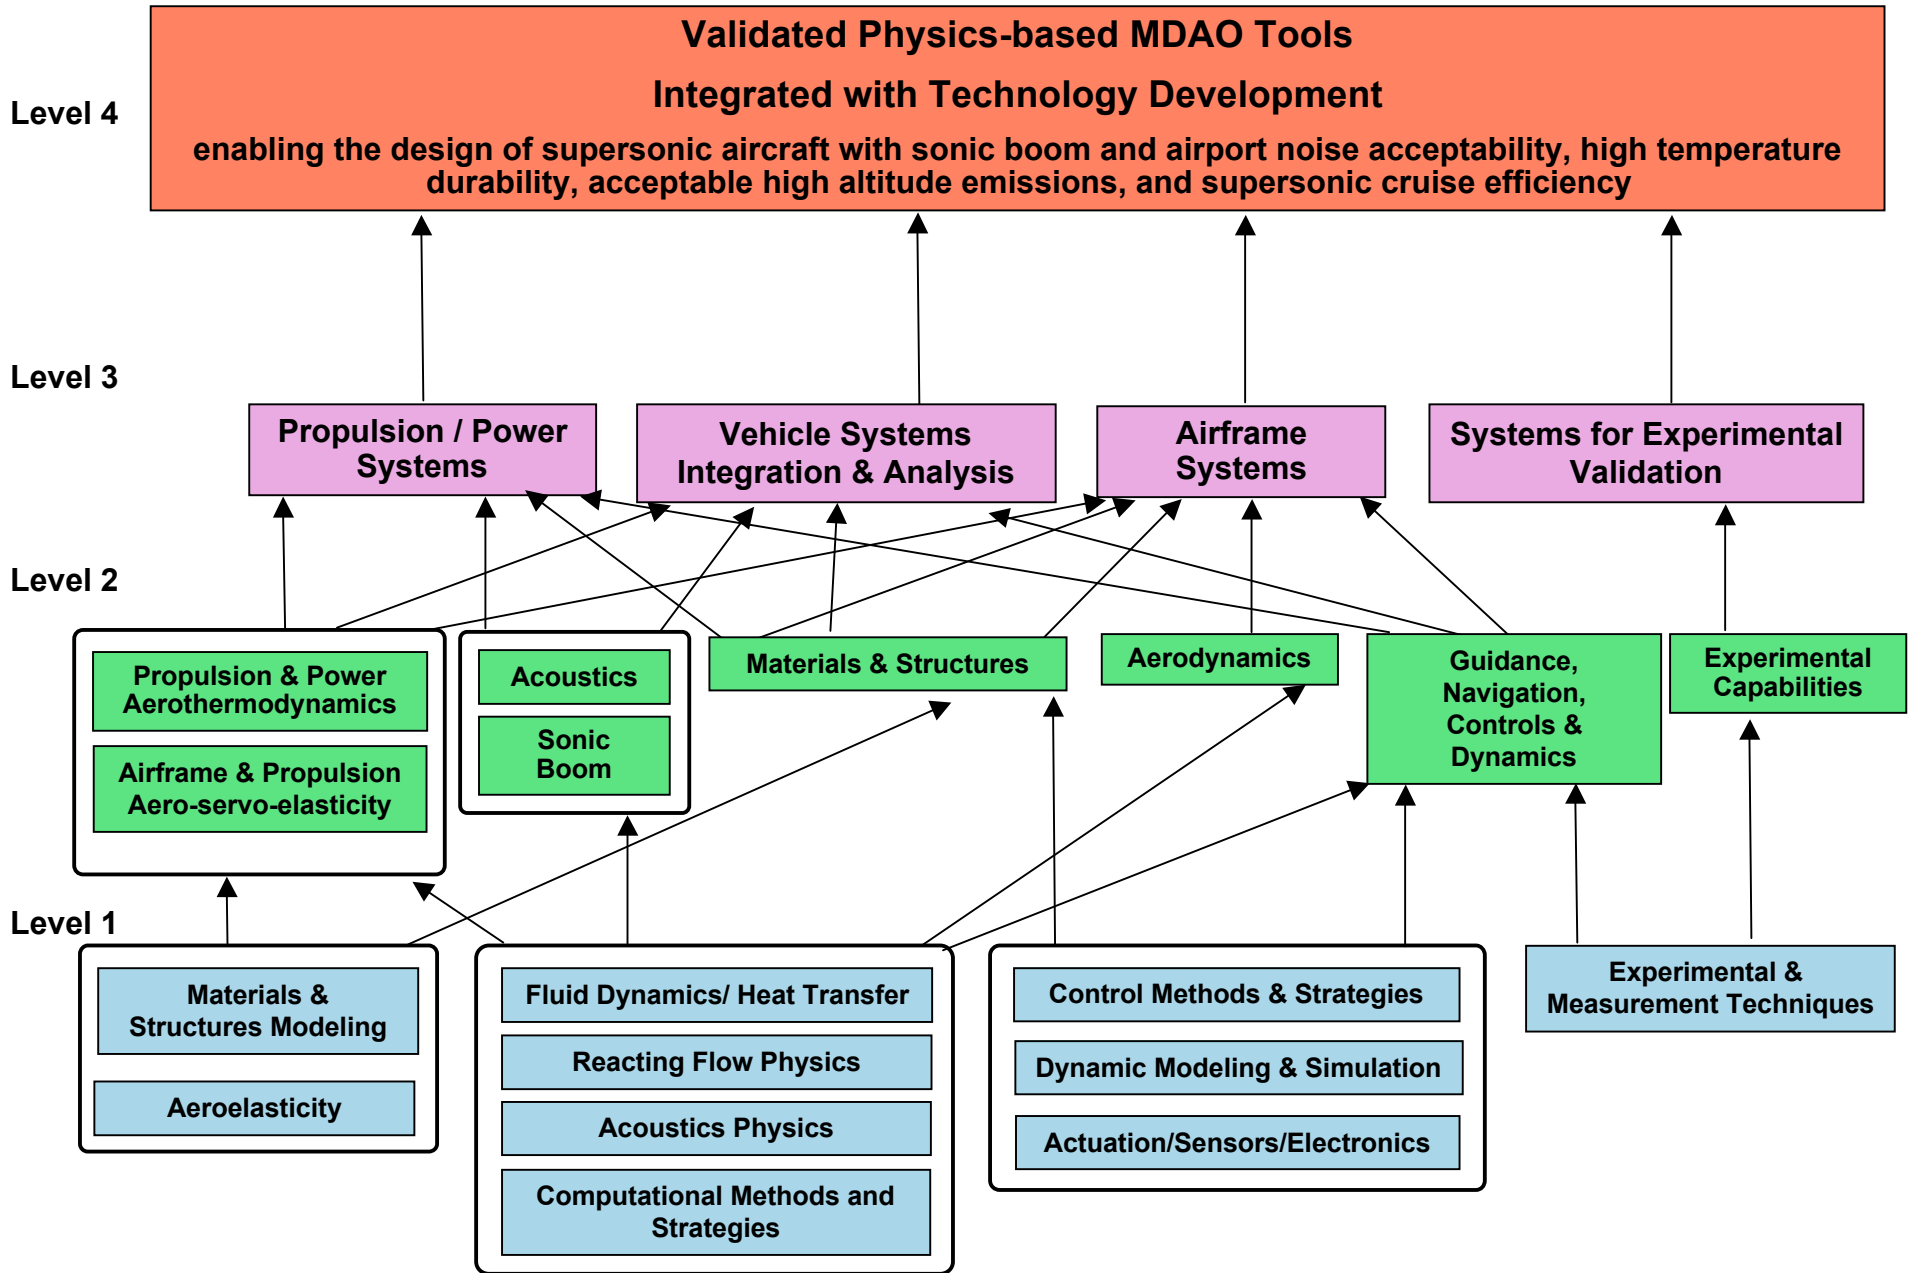 Validated Physics-based MDAO Tools
Integrated with Technology Development
enabling the design of supersonic aircraft with sonic boom and airport noise acceptability, high temperature
durability, acceptable high altitude emissions, and supersonic cruise efficiency
Level 4
Level 3
Propulsion / Power
Systems
Vehicle Systems
Integration & Analysis
Airframe
Systems
Systems for Experimental
Validation
Level 2
Propulsion & Power
Aerothermodynamics
Airframe & Propulsion
Aero-servo-elasticity
Acoustics
Sonic
Boom
Materials & Structures
Aerodynamics
Guidance,
Navigation,
Controls &
Dynamics
Experimental
Capabilities
Level 1
Materials &
Structures Modeling
Aeroelasticity
Fluid Dynamics/ Heat Transfer
Reacting Flow Physics
Acoustics Physics
Computational Methods and
Strategies
Control Methods & Strategies
Dynamic Modeling & Simulation
Actuation/Sensors/Electronics
Experimental &
Measurement Techniques